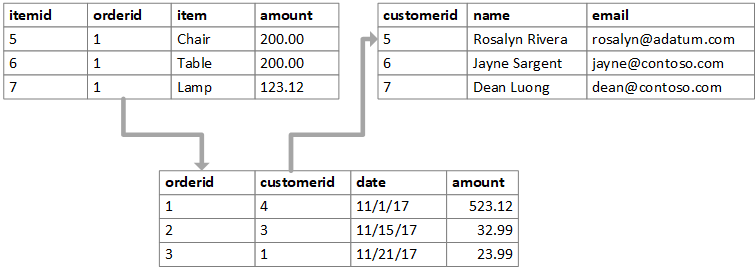 itemid orderid item amount
5 1 Chair 200.00
6 1 Table 200.00
7 1 Lamp 123.12
customerid name email
5 Rosalyn Rivera rosalyn@adatum.com
6 Jayne Sargent jayne@contoso.com
7 Dean Luong dean@contoso.com
orderid customerid date amount
1 4 11/1/17 523.12
2 3 11/15/17 32.99
3 1 11/21/17 23.99